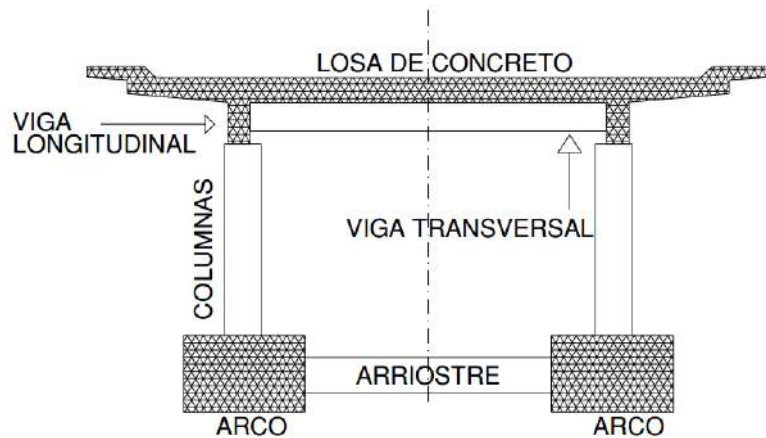 LOSA DE CONCRETO
VIGA
LONGITUDINAL
COLUMNAS
VIGA TRANSVERSAL
ARRIOSTRE
ARCO
ARCO